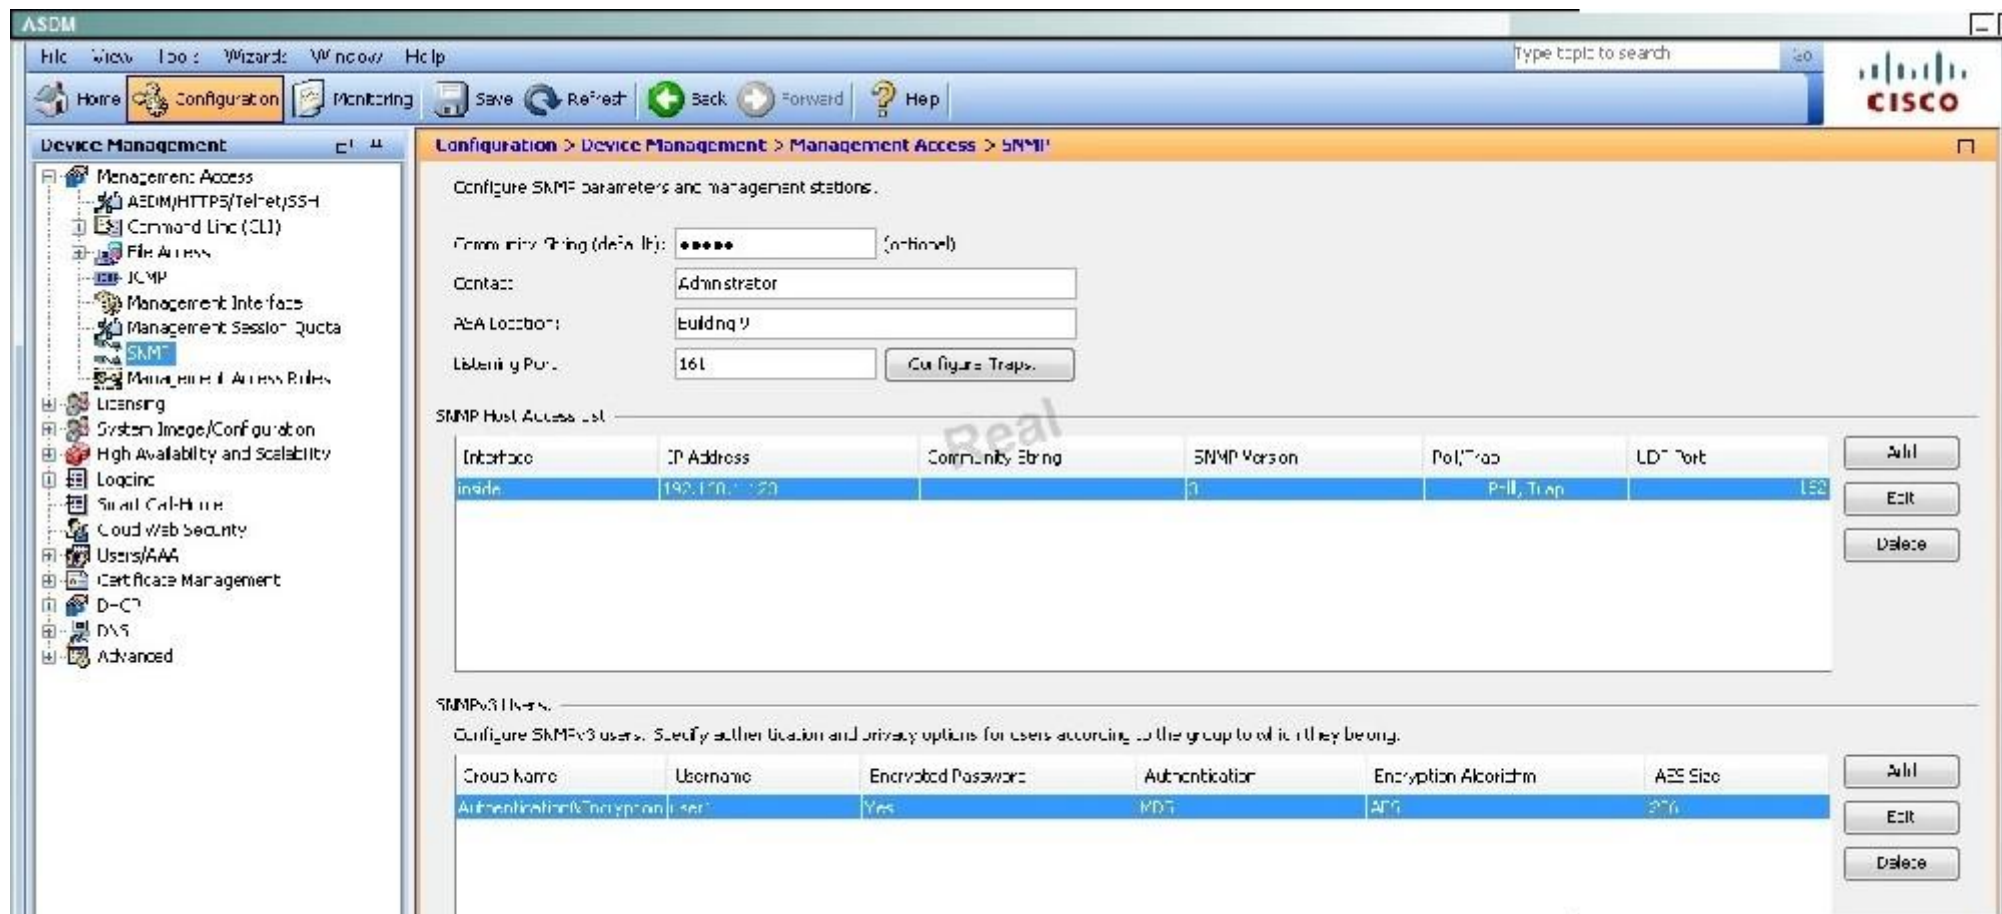 ASDM
File View Tools Wizards Window Help Type topic to search Go
Home Configuration Monitoring Save Refresh Back Forward Help
CISCO
Device Management
Configuration > Device Management > Management Access > SNMP
Management Access
ASDM/HTTPS/Telnet/SSH
Command Line (CLI)
File Access
ICMP
Management Interface
Management Session Quota
SNMP
Management Access Rules
Licensing
System Image/Configuration
High Availability and Scalability
Logging
Smart Call-Home
Cloud Web Security
Users/AAA
Certificate Management
DHCP
DNS
Advanced
Configure SNMP parameters and management stations.
Community String (default): ••••• (optional)
Contact: Administrator
ASA Location: Building 9
Listening Port: 161 Configure Traps.
SNMP Host Access List
Real
Interface IP Address Community String SNMP Version Poll/Trap UDP Port
inside 3 Poll, Trap 162
Add
Edit
Delete
SNMPv3 Users.
Configure SNMPv3 users. Specify authentication and privacy options for users according to the group to which they belong.
Group Name Username Encrypted Password Authentication Encryption Algorithm AES Size
Authentication&Encryption user1 Yes MD5 AES 256
Add
Edit
Delete